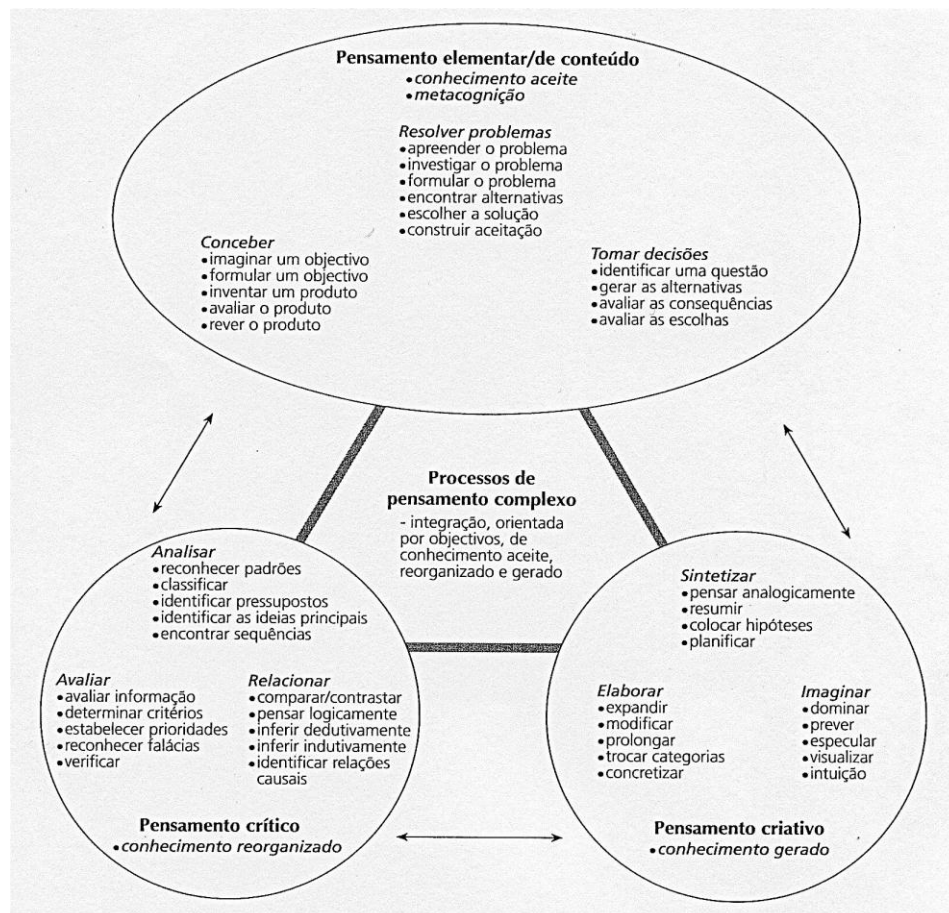 Pensamento elementar/de conteúdo
•conhecimento aceite
•metacognição
Resolver problemas
•apreender o problema
•investigar o problema
•formular o problema
•encontrar alternativas
•escolher a solução
•construir aceitação
Conceber
•imaginar um objectivo
•formular um objectivo
•inventar um produto
•avaliar o produto
•rever o produto
Tomar decisões
•identificar uma questão
•gerar as alternativas
•avaliar as consequências
•avaliar as escolhas
Processos de
pensamento complexo
- integração, orientada
por objectivos, de
conhecimento aceite,
reorganizado e gerado
Analisar
•reconhecer padrões
•classificar
•identificar pressupostos
•identificar as ideias principais
•encontrar sequências
Avaliar
•avaliar informação
•determinar critérios
•estabelecer prioridades
•reconhecer falácias
•verificar
Relacionar
•comparar/contrastar
•pensar logicamente
•inferir dedutivamente
•inferir indutivamente
•identificar relações
causais
Pensamento crítico
•conhecimento reorganizado
Sintetizar
•pensar analogicamente
•resumir
•colocar hipóteses
•planificar
Elaborar
•expandir
•modificar
•prolongar
•trocar categorias
•concretizar
Imaginar
•dominar
•prever
•especular
•visualizar
•intuição
Pensamento criativo
•conhecimento gerado